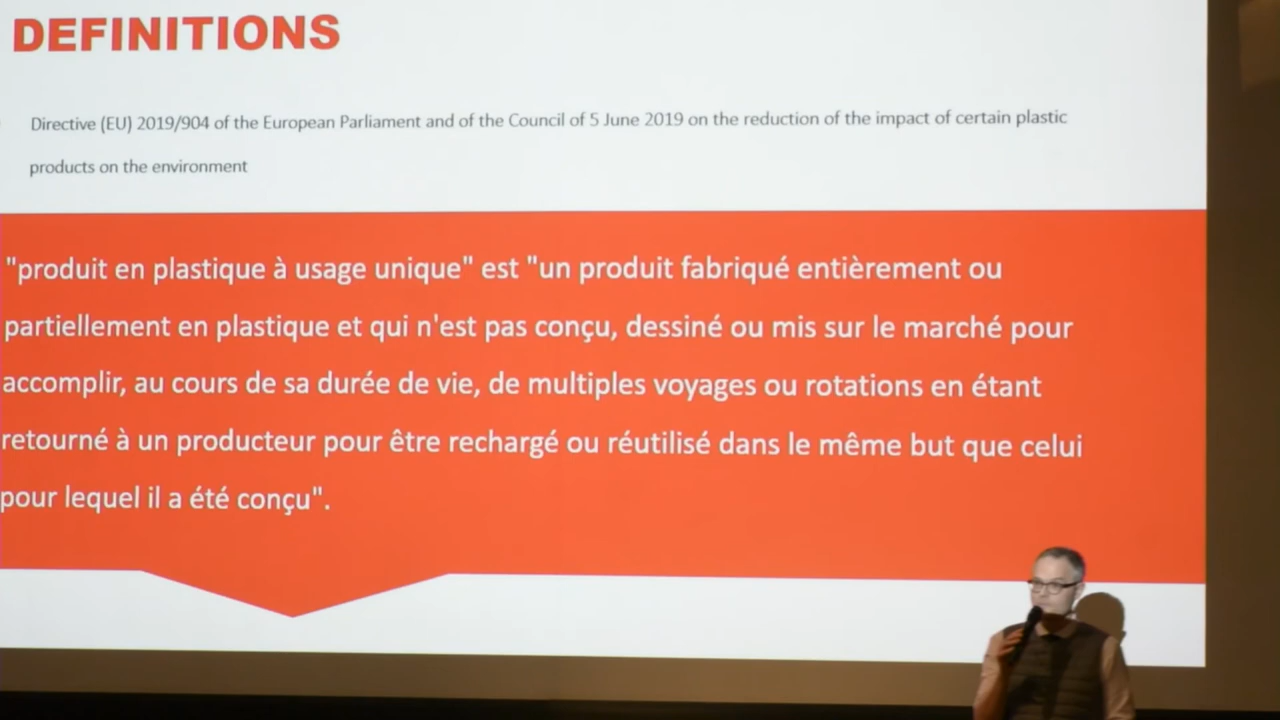 DEFINITIONS
Directive (EU) 2019/904 of the European Parliament and of the Council of 5 June 2019 on the reduction of the impact of certain plastic
products on the environment
"produit en plastique à usage unique" est "un produit fabriqué entièrement ou
partiellement en plastique et qui n'est pas conçu, dessiné ou mis sur le marché pour
accomplir, au cours de sa durée de vie, de multiples voyages ou rotations en étant
retourné à un producteur pour être rechargé ou réutilisé dans le même but que celui
pour lequel il a été conçu".